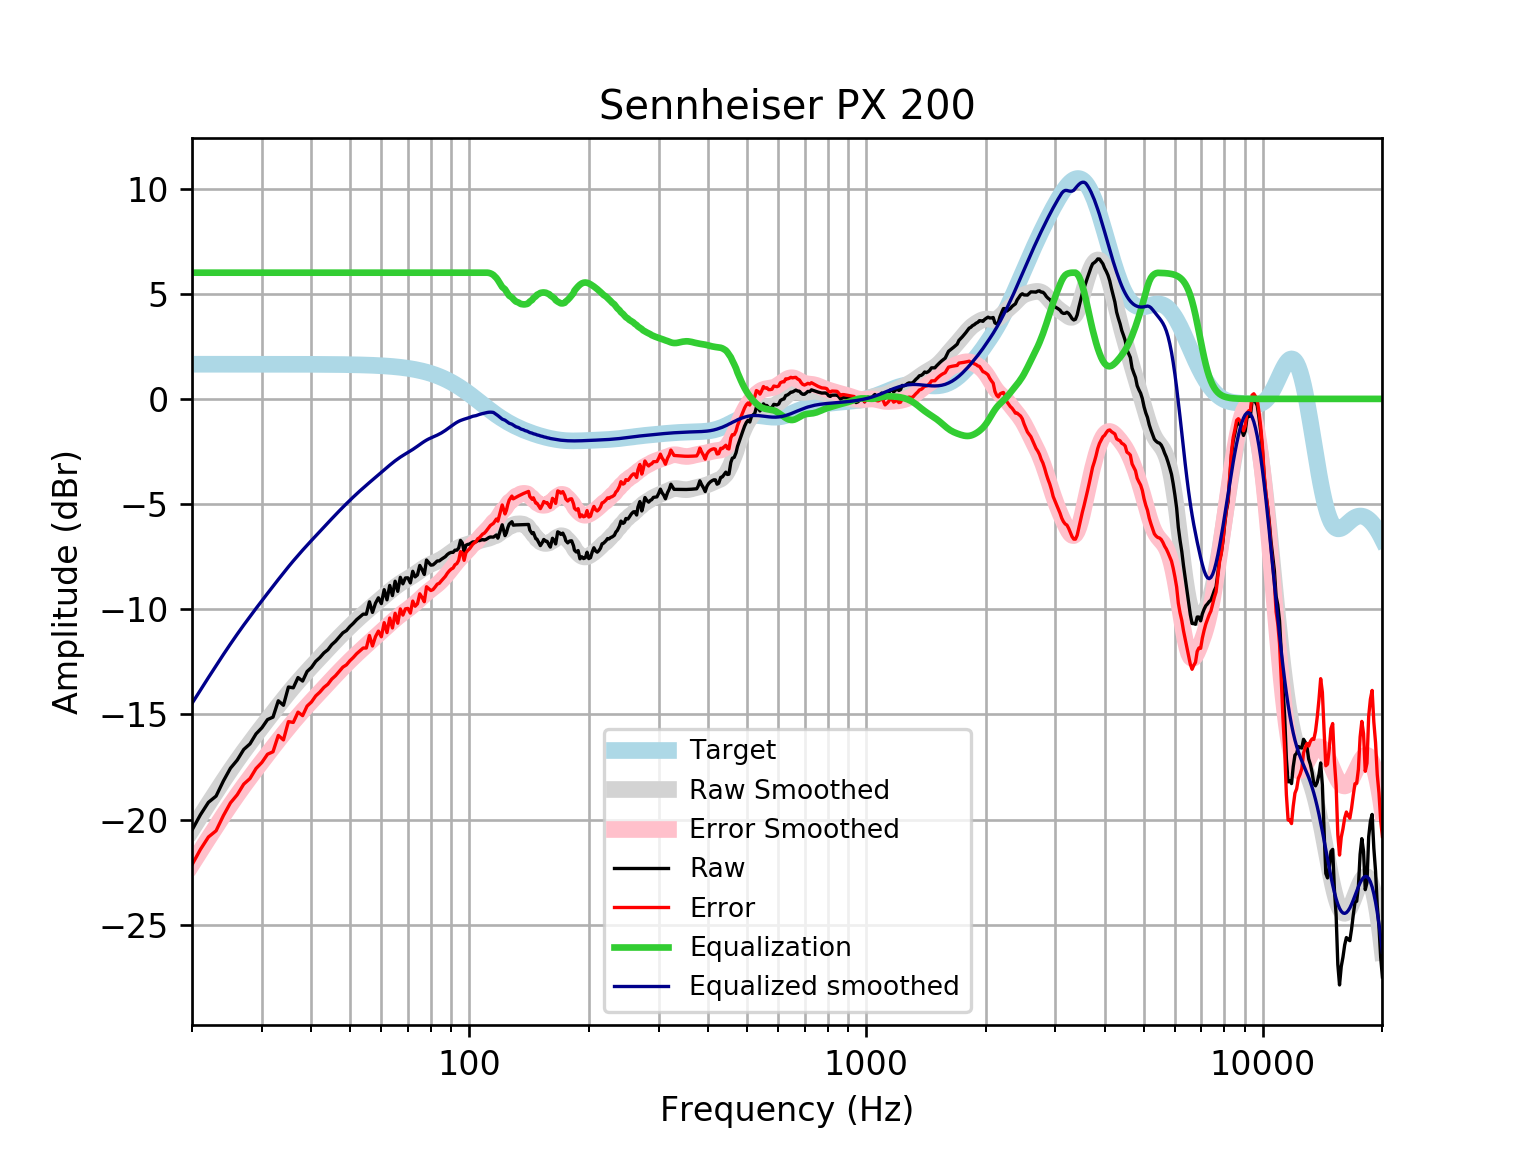 Sennheiser PX 200
Amplitude (dBr)
10
5
0
−5
−10
−15
−20
−25
Target
Raw Smoothed
Error Smoothed
Raw
Error
Equalization
Equalized smoothed
100
1000
10000
Frequency (Hz)